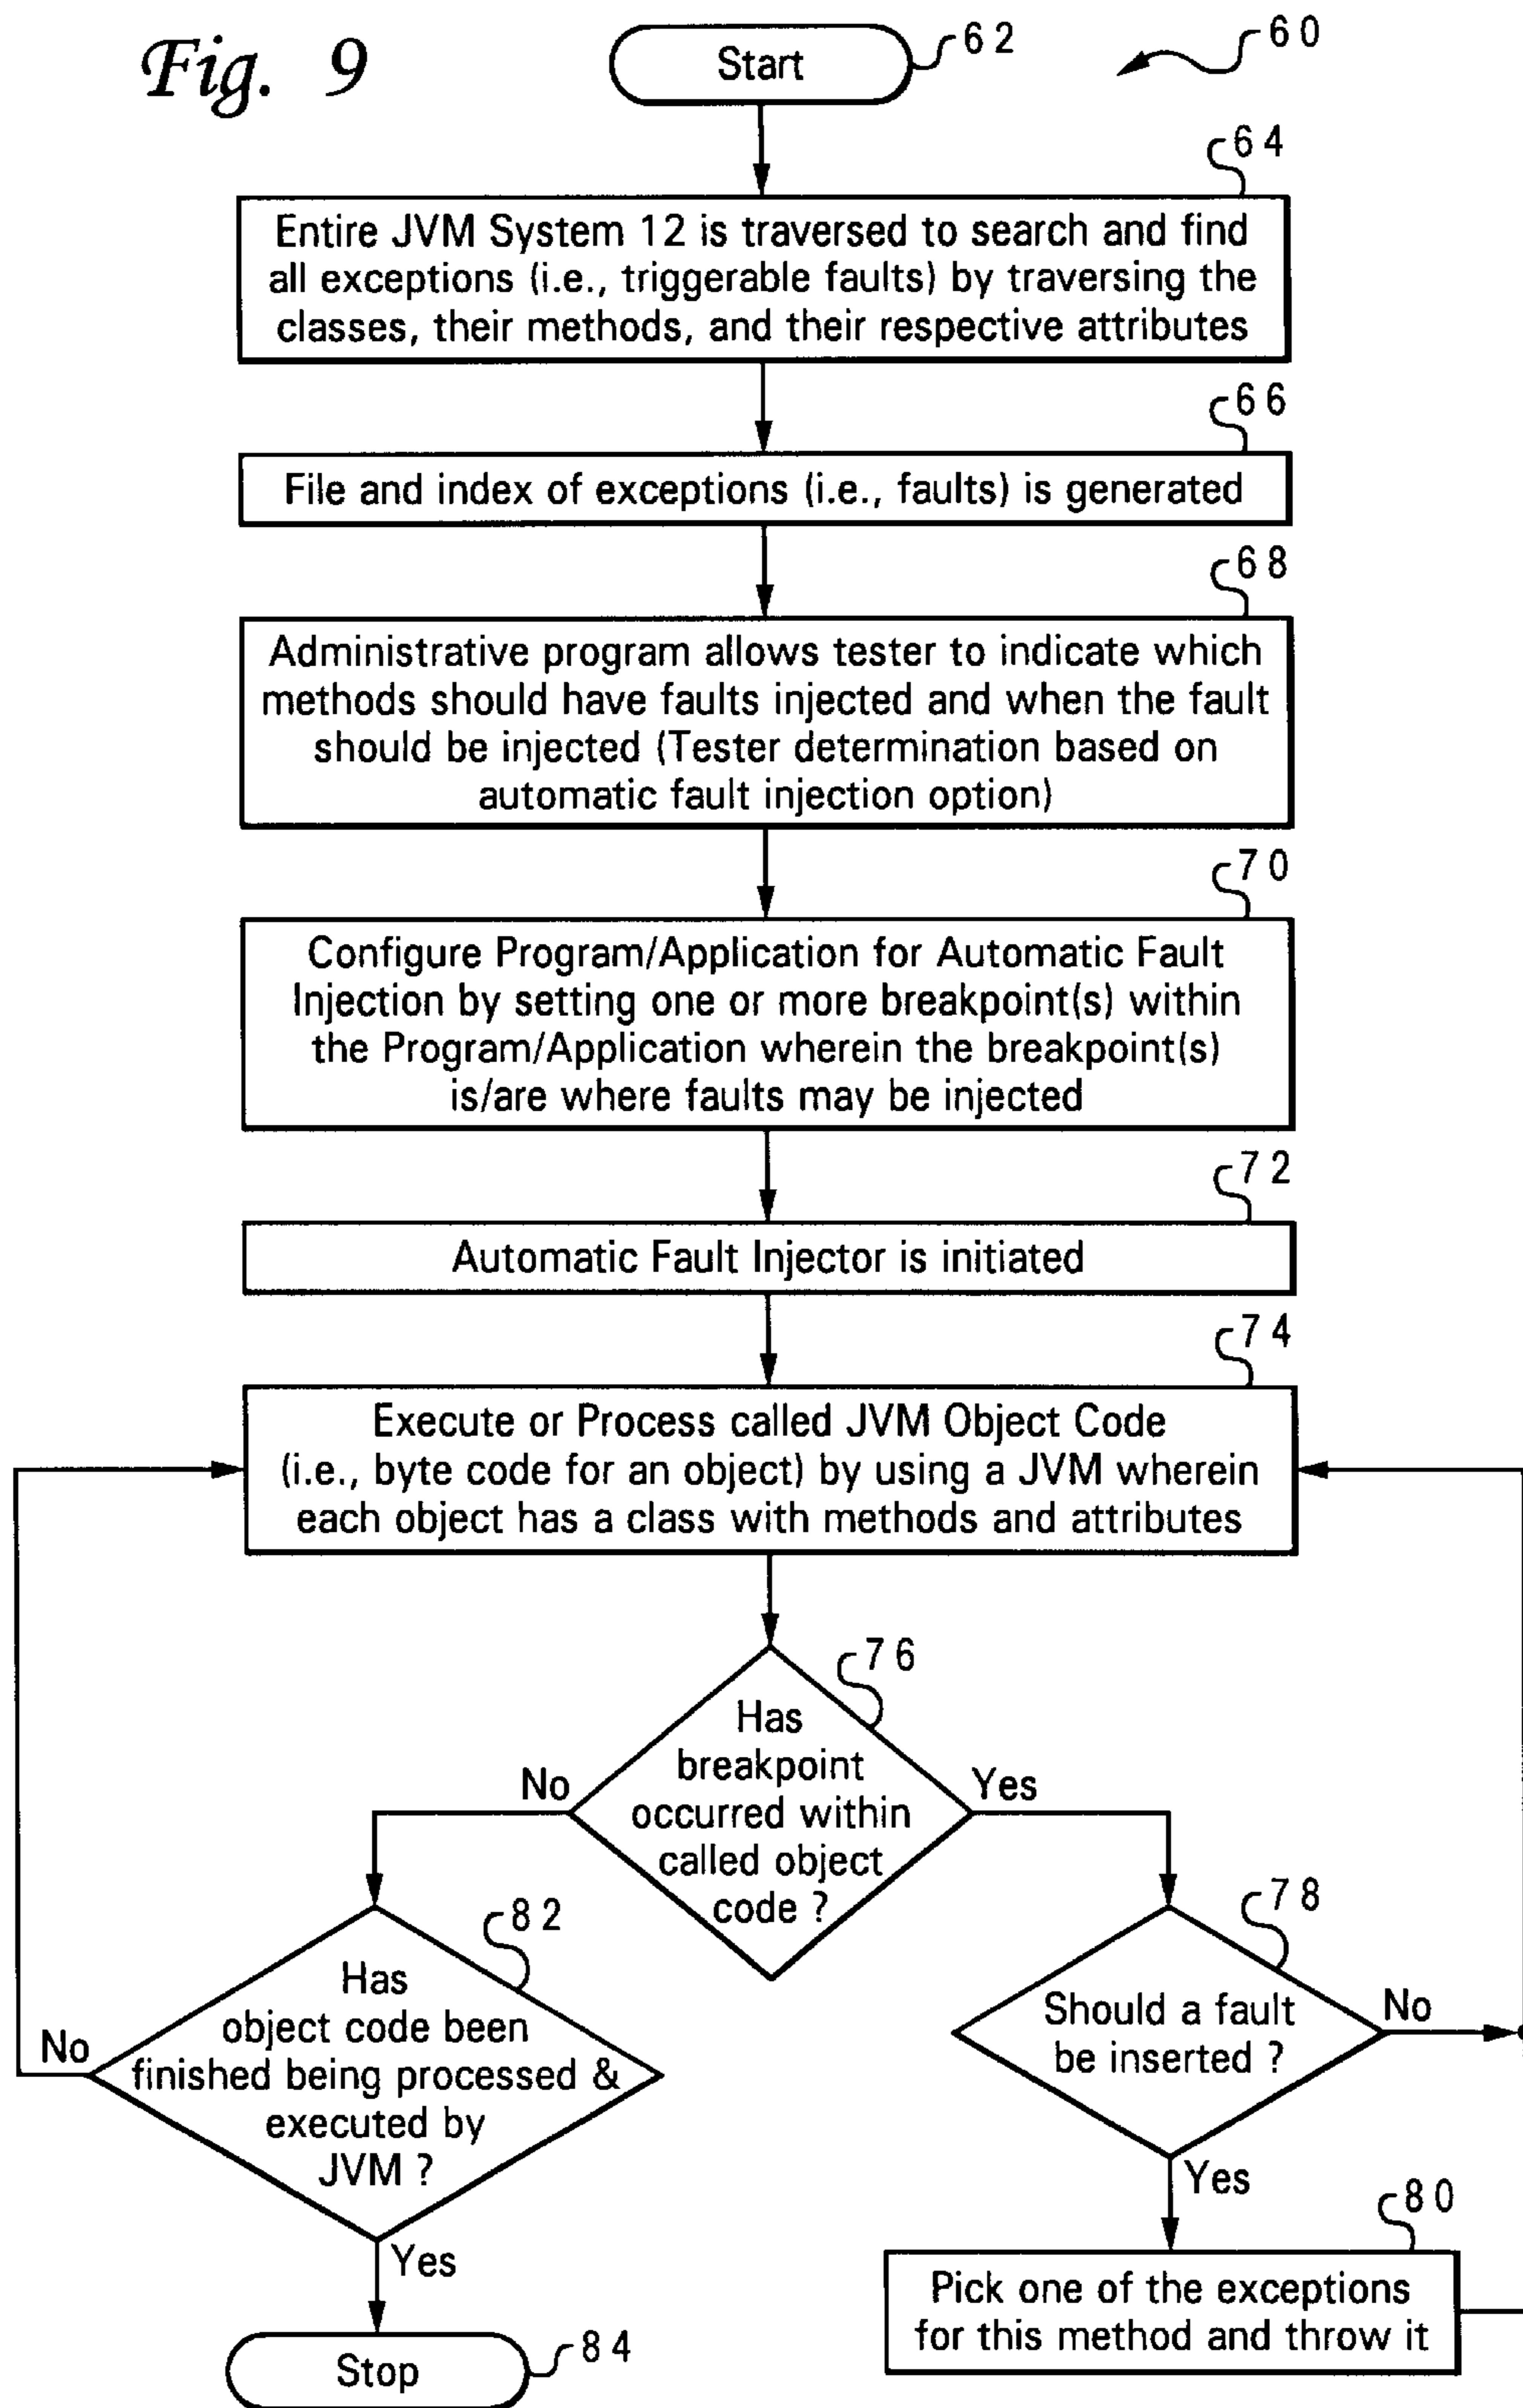 Fig. 9
Start
62
60
64
Entire JVM System 12 is traversed to search and find
all exceptions (i.e., triggerable faults) by traversing the
classes, their methods, and their respective attributes
66
File and index of exceptions (i.e., faults) is generated
68
Administrative program allows tester to indicate which
methods should have faults injected and when the fault
should be injected (Tester determination based on
automatic fault injection option)
70
Configure Program/Application for Automatic Fault
Injection by setting one or more breakpoint(s) within
the Program/Application wherein the breakpoint(s)
is/are where faults may be injected
72
Automatic Fault Injector is initiated
74
Execute or Process called JVM Object Code
(i.e., byte code for an object) by using a JVM wherein
each object has a class with methods and attributes
76
Has
breakpoint
occurred within
called object
code ?
No
Yes
82
Has
object code been
finished being processed &
executed by
JVM ?
No
Yes
78
Should a fault
be inserted ?
No
Yes
80
Pick one of the exceptions
for this method and throw it
Stop
84